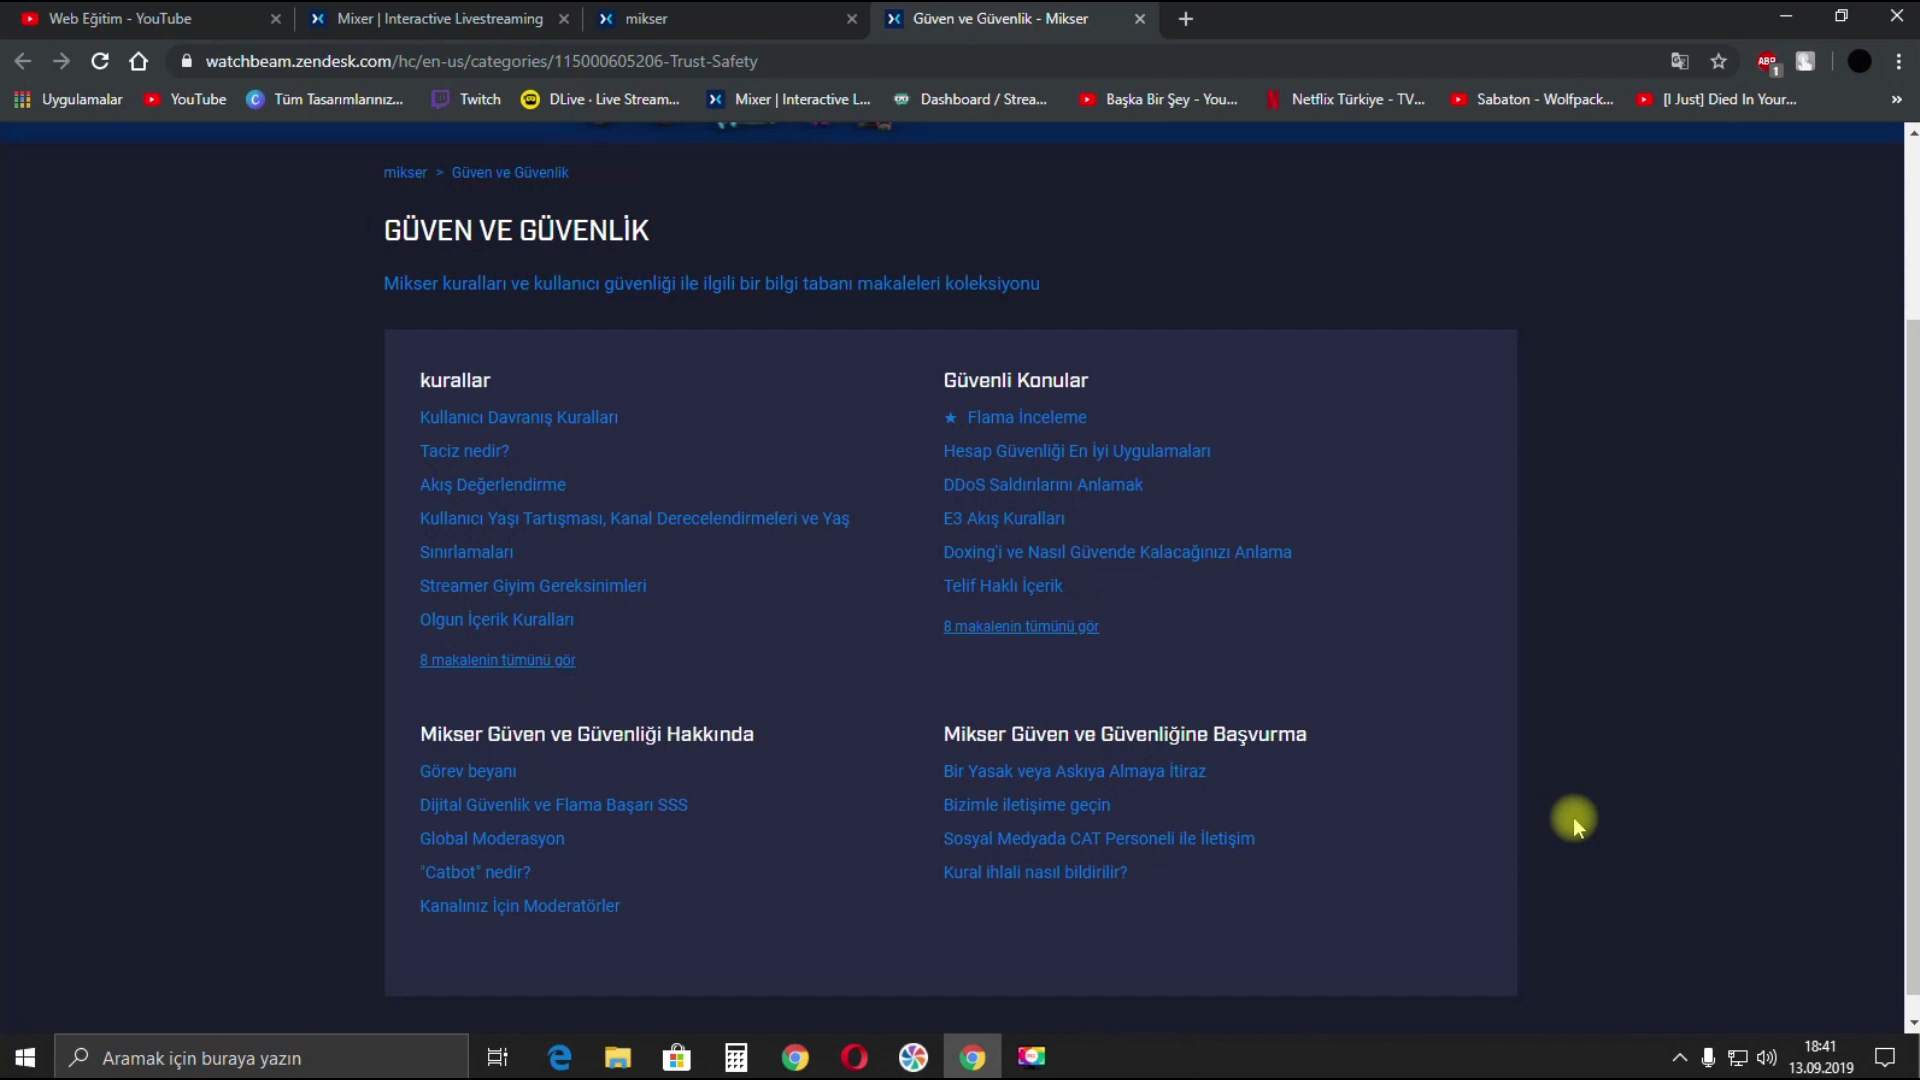 Web Eğitim - YouTube
Mixer | Interactive Livestreaming
mikser
Güven ve Güvenlik - Mikser
watchbeam.zendesk.com/hc/en-us/categories/115000605206-Trust-Safety
ABP
1
Uygulamalar
YouTube
Tüm Tasarımlarınız...
Twitch
DLive · Live Stream...
Mixer | Interactive L...
Dashboard / Strea...
Başka Bir Şey - You...
Netflix Türkiye - TV...
Sabaton - Wolfpack...
[I Just] Died In Your...
mikser > Güven ve Güvenlik
GÜVEN VE GÜVENLİK
Mikser kuralları ve kullanıcı güvenliği ile ilgili bir bilgi tabanı makaleleri koleksiyonu
kurallar
Kullanıcı Davranış Kuralları
Taciz nedir?
Akış Değerlendirme
Kullanıcı Yaşı Tartışması, Kanal Derecelendirmeleri ve Yaş
Sınırlamaları
Streamer Giyim Gereksinimleri
Olgun İçerik Kuralları
8 makalenin tümünü gör
Güvenli Konular
★ Flama İnceleme
Hesap Güvenliği En İyi Uygulamaları
DDoS Saldırılarını Anlamak
E3 Akış Kuralları
Doxing'i ve Nasıl Güvende Kalacağınızı Anlama
Telif Haklı İçerik
8 makalenin tümünü gör
Mikser Güven ve Güvenliği Hakkında
Görev beyanı
Dijital Güvenlik ve Flama Başarı SSS
Global Moderasyon
"Catbot" nedir?
Kanalınız İçin Moderatörler
Mikser Güven ve Güvenliğine Başvurma
Bir Yasak veya Askıya Almaya İtiraz
Bizimle iletişime geçin
Sosyal Medyada CAT Personeli ile İletişim
Kural ihlali nasıl bildirilir?
Aramak için buraya yazın
18:41
13.09.2019